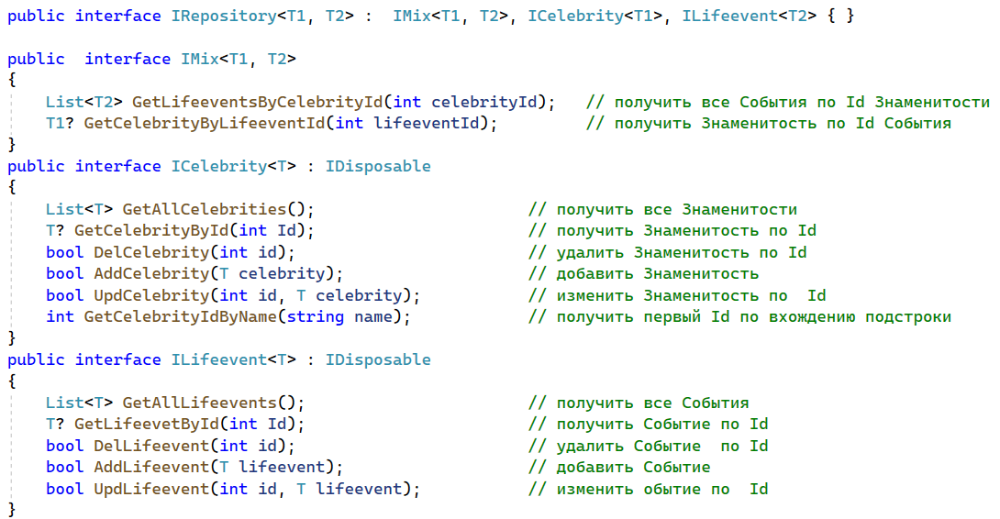 public interface IRepository<T1, T2> :  IMix<T1, T2>, ICelebrity<T1>, ILifeevent<T2> { }

public  interface IMix<T1, T2>
{
    List<T2> GetLifeeventsByCelebrityId(int celebrityId);   // получить все События по Id Знаменитости
    T1? GetCelebrityByLifeeventId(int lifeeventId);         // получить Знаменитость по Id События
}
public interface ICelebrity<T> : IDisposable
{
    List<T> GetAllCelebrities();                      // получить все Знаменитости
    T? GetCelebrityById(int Id);                      // получить Знаменитость по Id
    bool DelCelebrity(int id);                        // удалить Знаменитость по Id
    bool AddCelebrity(T celebrity);                   // добавить Знаменитость
    bool UpdCelebrity(int id, T celebrity);           // изменить Знаменитость по  Id
    int GetCelebrityIdByName(string name);            // получить первый Id по вхождению подстроки
}
public interface ILifeevent<T> : IDisposable
{
    List<T> GetAllLifeevents();                       // получить все События
    T? GetLifeevetById(int Id);                       // получить Событие по Id
    bool DelLifeevent(int id);                        // удалить Событие  по Id
    bool AddLifeevent(T lifeevent);                   // добавить Событие
    bool UpdLifeevent(int id, T lifeevent);           // изменить обытие по  Id
}